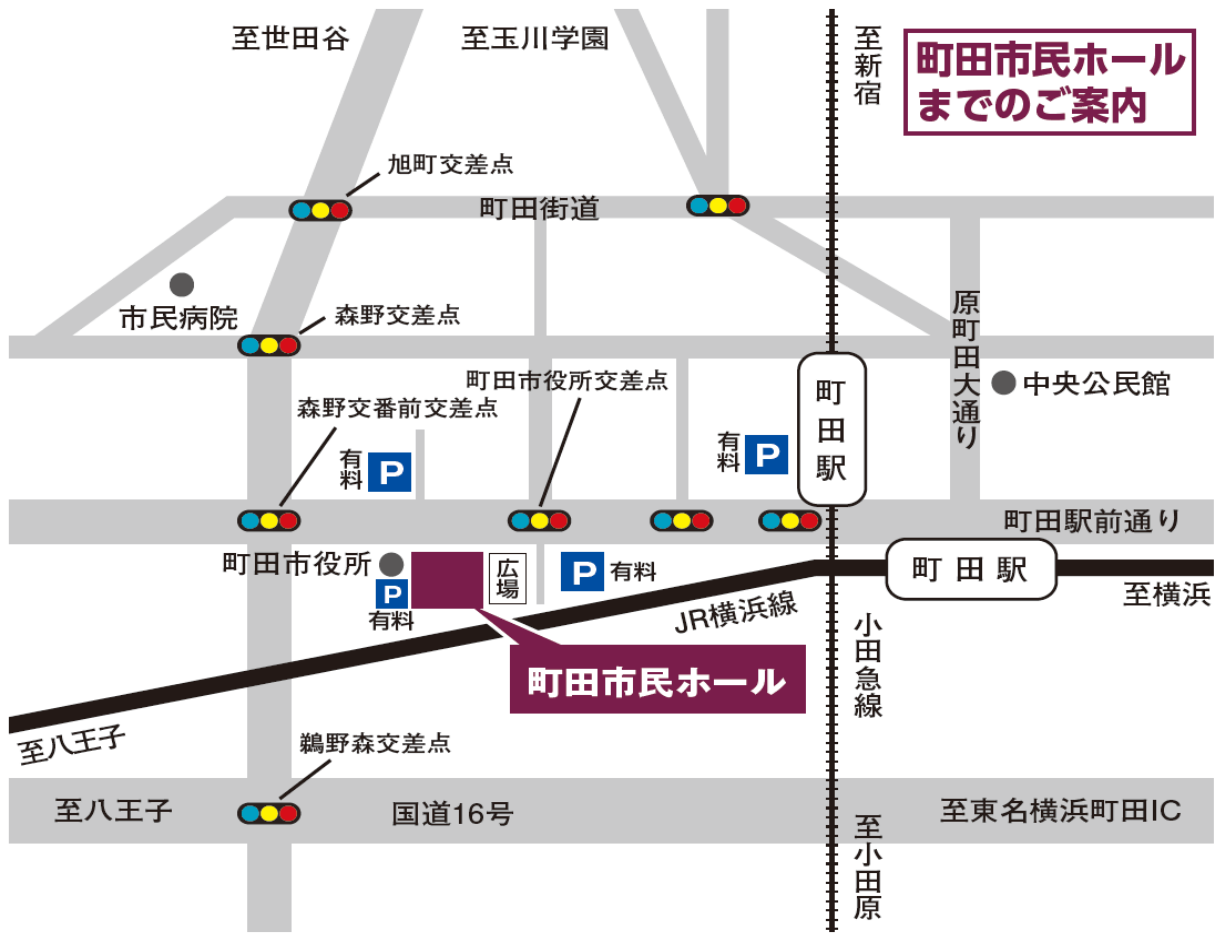 至世田谷
至玉川学園
至新宿
町田市民ホール
までのご案内
旭町交差点
町田街道
市民病院
森野交差点
原町田大通り
町田市役所交差点
中央公民館
森野交番前交差点
町田駅
有料
P
有料
P
町田駅前通り
町田市役所
広場
P
有料
町田駅
P
有料
至横浜
JR横浜線
小田急線
町田市民ホール
至八王子
鵜野森交差点
至八王子
国道16号
至東名横浜町田IC
至小田原